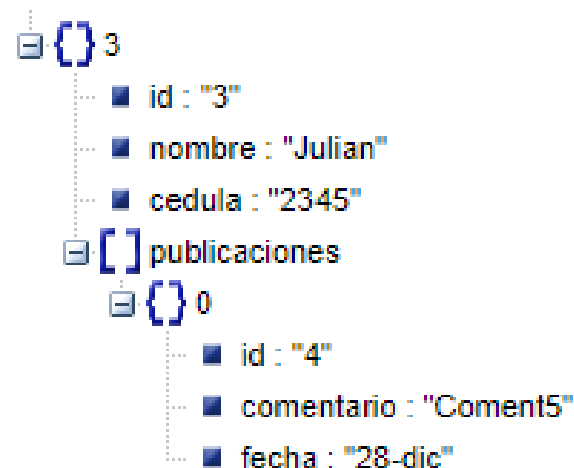 3
id : "3"
nombre : "Julian"
cedula : "2345"
publicaciones
0
id : "4"
comentario : "Coment5"
fecha : "28-dic"